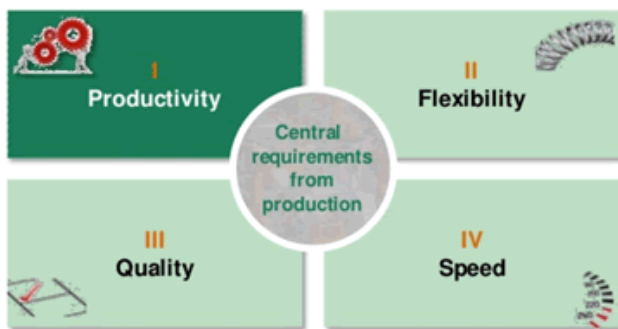 I
Productivity
II
Flexibility
Central
requirements
from
production
III
Quality
IV
Speed